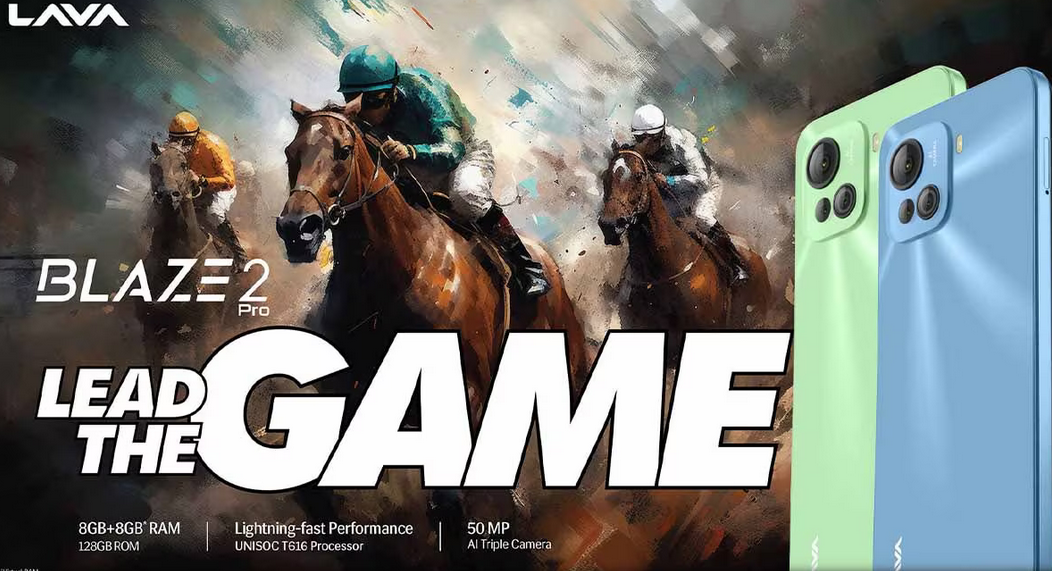 LAVA
BLAZE 2
Pro
LEAD
THE
GAME
8GB+8GB* RAM
128GB ROM
Lightning-fast Performance
UNISOC T616 Processor
50 MP
AI Triple Camera